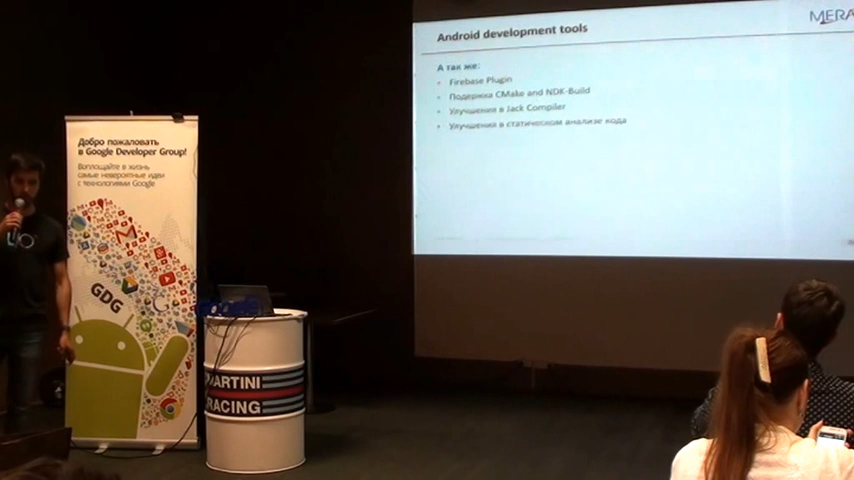 Android development tools
MERA
А так же:
Firebase Plugin
Подержка CMake and NDK-Build
Улучшения в Jack Compiler
Улучшения в статическом анализе кода
Добро пожаловать
в Google Developer Group!
Воплощайте в жизнь
самые невероятные идеи
с технологиями Google
GDG
Google
MARTINI
RACING
I/O